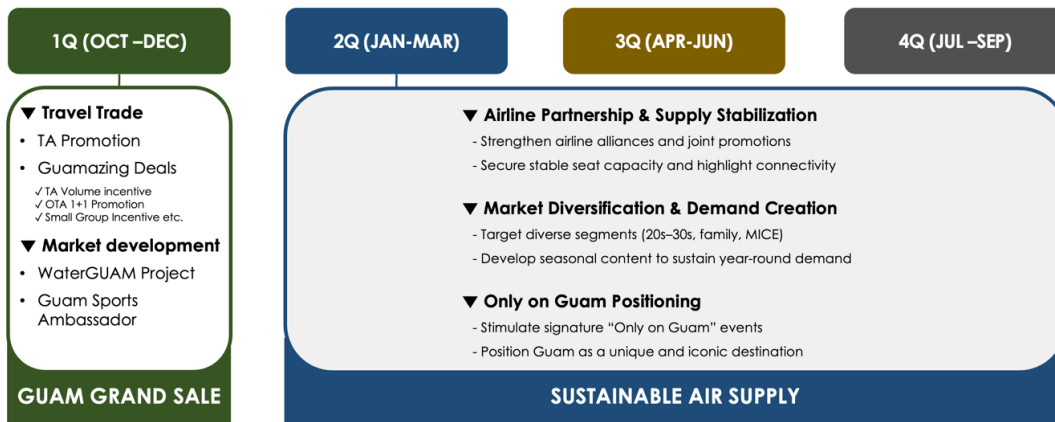 1Q (OCT –DEC)
2Q (JAN-MAR)
3Q (APR-JUN)
4Q (JUL –SEP)
▼ Travel Trade
• TA Promotion
• Guamazing Deals
✓ TA Volume incentive
✓ OTA 1+1 Promotion
✓ Small Group Incentive etc.
▼ Market development
• WaterGUAM Project
• Guam Sports
Ambassador
GUAM GRAND SALE
▼ Airline Partnership & Supply Stabilization
- Strengthen airline alliances and joint promotions
- Secure stable seat capacity and highlight connectivity
▼ Market Diversification & Demand Creation
- Target diverse segments (20s–30s, family, MICE)
- Develop seasonal content to sustain year-round demand
▼ Only on Guam Positioning
- Stimulate signature “Only on Guam” events
- Position Guam as a unique and iconic destination
SUSTAINABLE AIR SUPPLY